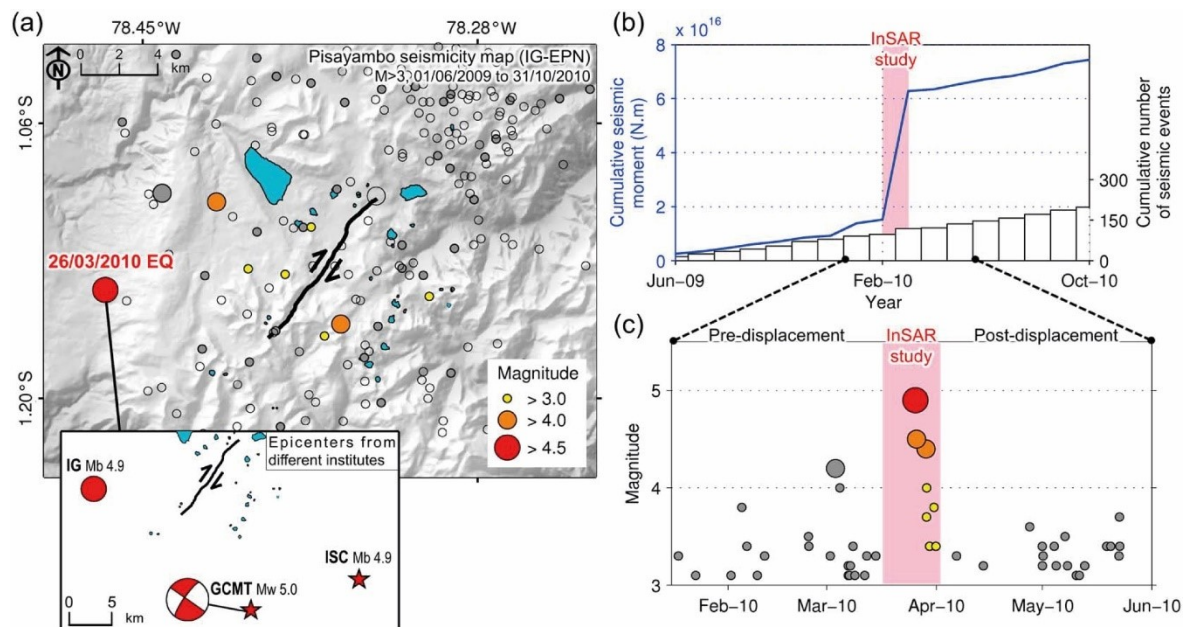 (a)
78.45°W
78.28°W
0 2 4
km
N
Pisayambo seismicity map (IG-EPN)
M>3, 01/06/2009 to 31/10/2010
1.06°S
1.20°S
26/03/2010 EQ
Magnitude
> 3.0
> 4.0
> 4.5
Epicenters from
different institutes
IG Mb 4.9
ISC Mb 4.9
GCMT Mw 5.0
0 5
km
(b)
x 10^16
InSAR
study
Cumulative seismic
moment (N.m)
8
6
4
2
0
Cumulative number
of seismic events
300
150
0
Jun–09
Feb–10
Oct–10
Year
(c)
Pre-displacement
InSAR
study
Post-displacement
Magnitude
5
4
3
Feb–10
Mar–10
Apr–10
May–10
Jun–10